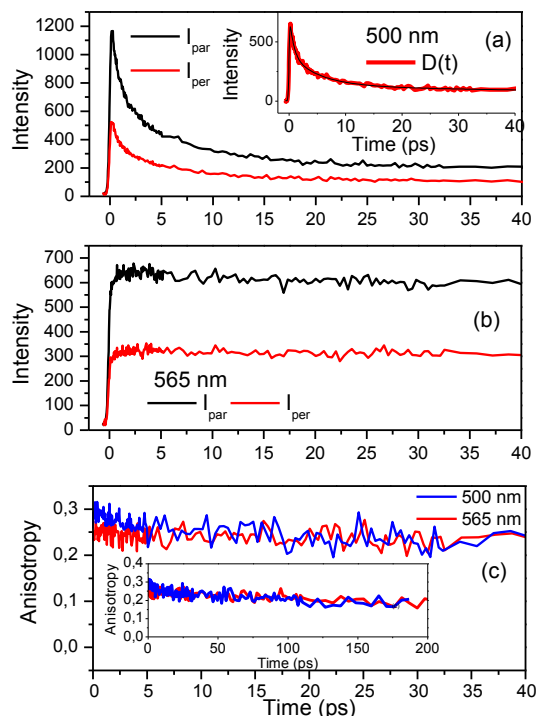 1200
1000
800
600
400
200
0
Intensity
I par
I per
(a)
500
0
Intensity
500 nm
D(t)
0 10 20 30 40
Time (ps)
0 5 10 15 20 25 30 35 40
700
600
500
400
300
200
100
0
Intensity
(b)
565 nm
I par I per
0 5 10 15 20 25 30 35 40
0,3
0,2
0,1
0,0
Anisotropy
500 nm
565 nm
(c)
0,4
0,3
0,2
0,1
0,0
Anisotropy
0 50 100 150 200
Time (ps)
0 5 10 15 20 25 30 35 40
Time (ps)